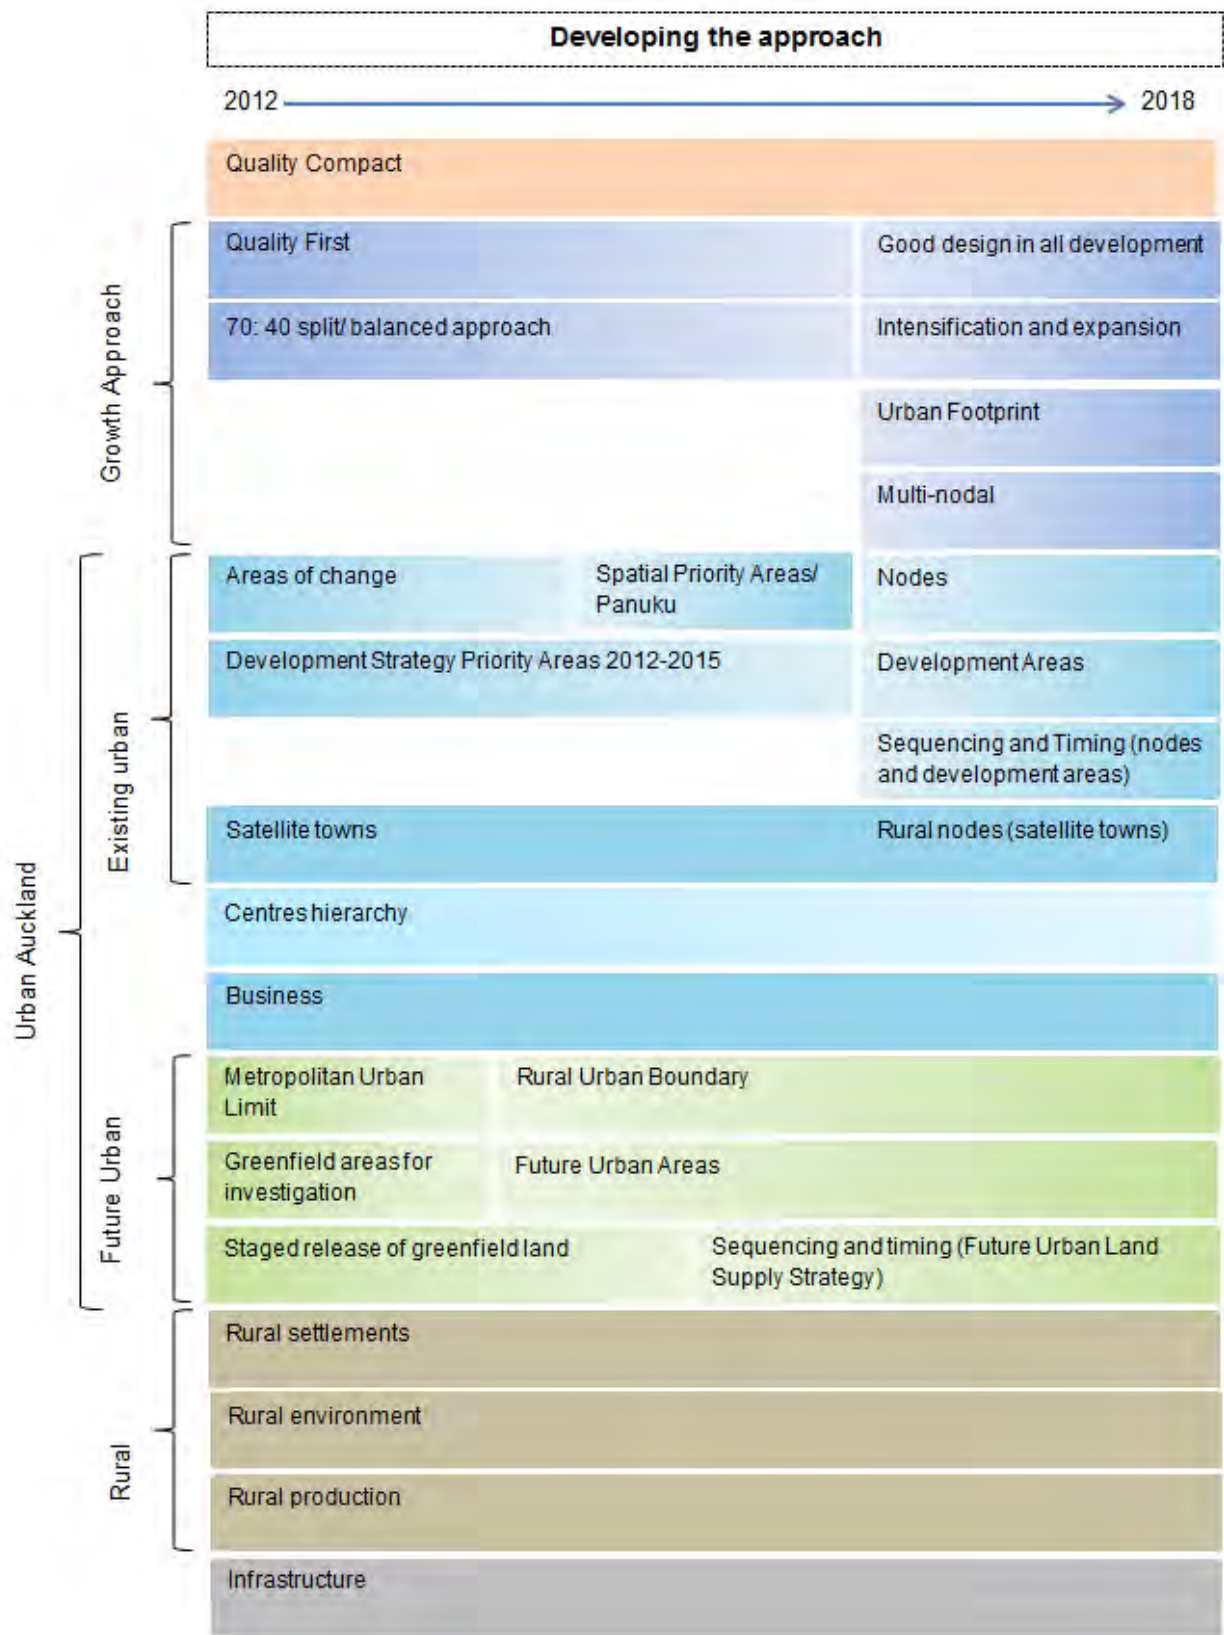 Developing the approach
2012
2018
Quality Compact
Growth Approach
Quality First
Good design in all development
70: 40 split/ balanced approach
Intensification and expansion
Urban Footprint
Multi-nodal
Urban Auckland
Existing urban
Areas of change
Spatial Priority Areas/
Panuku
Nodes
Development Strategy Priority Areas 2012-2015
Development Areas
Sequencing and Timing (nodes
and development areas)
Satellite towns
Rural nodes (satellite towns)
Centres hierarchy
Business
Future Urban
Metropolitan Urban
Limit
Rural Urban Boundary
Greenfield areas for
investigation
Future Urban Areas
Staged release of greenfield land
Sequencing and timing (Future Urban Land
Supply Strategy)
Rural
Rural settlements
Rural environment
Rural production
Infrastructure